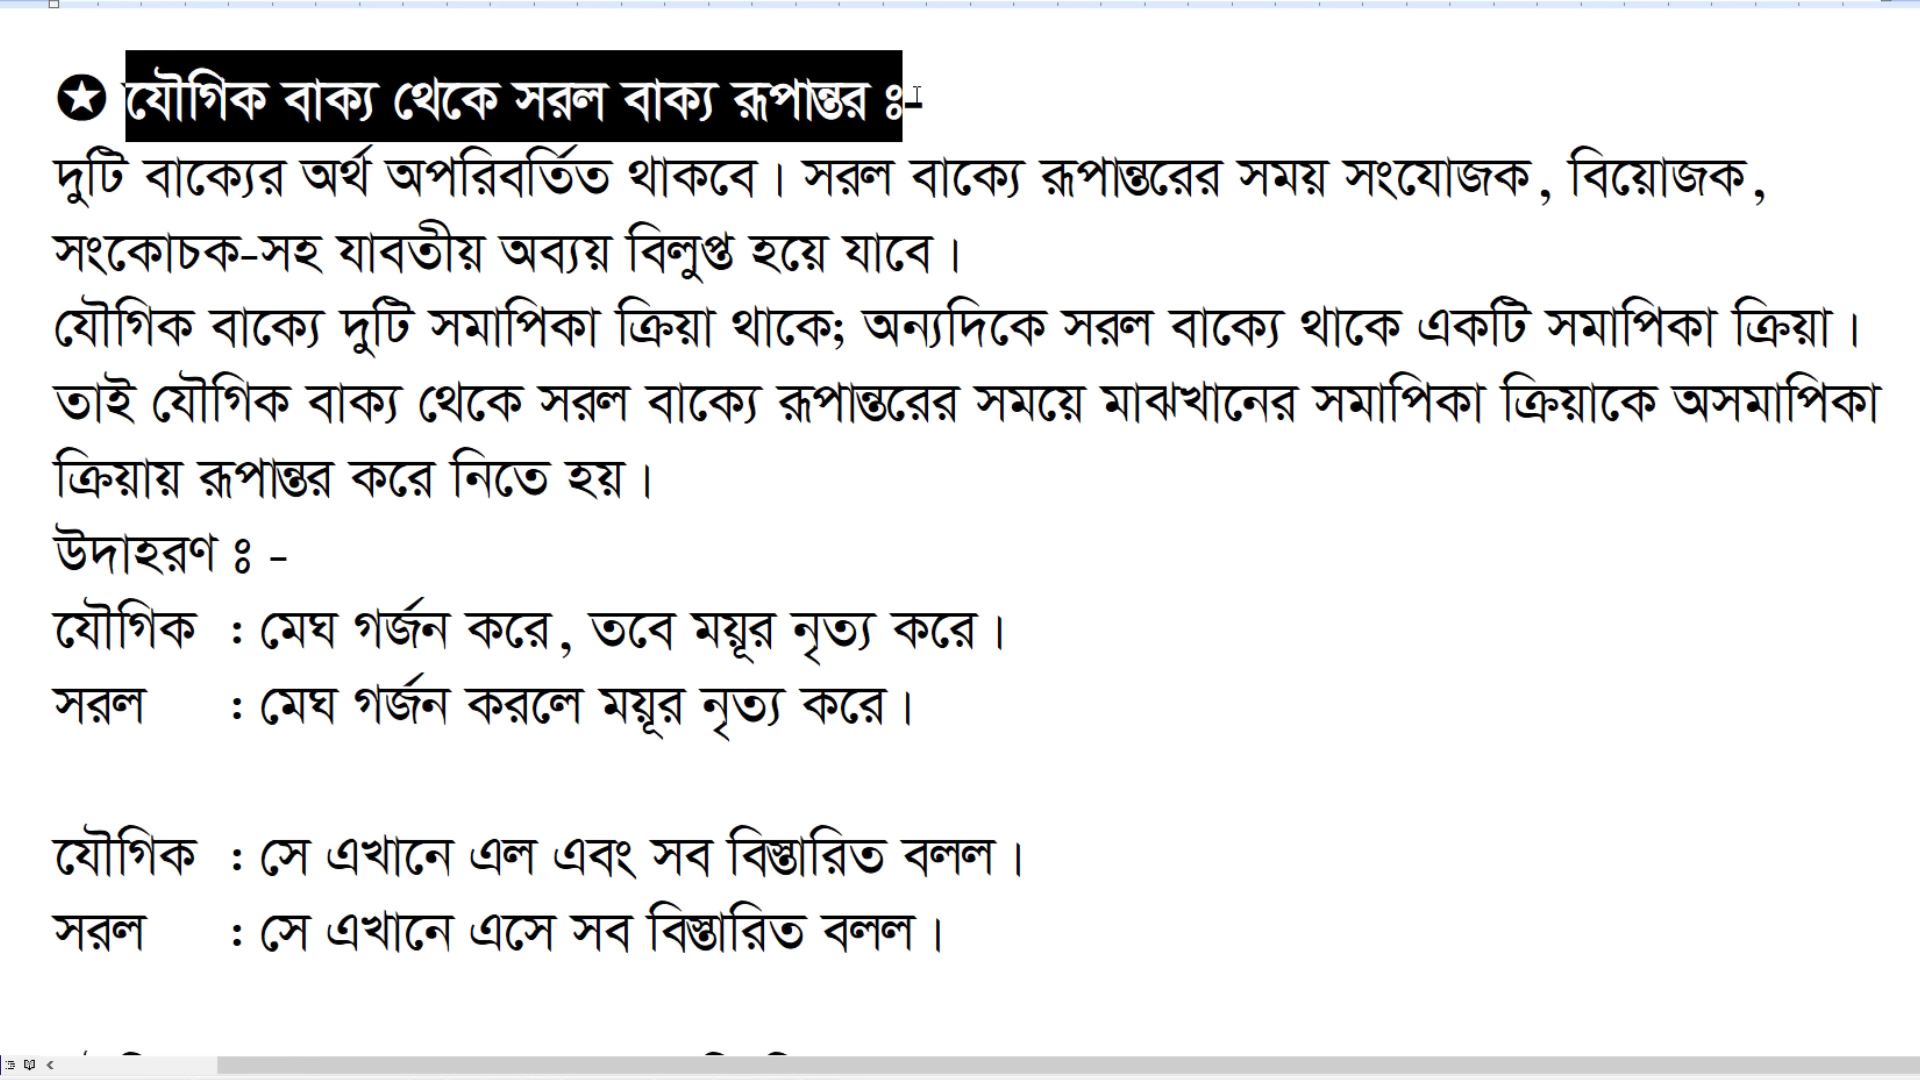 ✪ যৌগিক বাক্য থেকে সরল বাক্য রূপান্তর ঃ-
দুটি বাক্যের অর্থ অপরিবর্তিত থাকবে। সরল বাক্যে রূপান্তরের সময় সংযোজক, বিয়োজক,
সংকোচক-সহ যাবতীয় অব্যয় বিলুপ্ত হয়ে যাবে।
যৌগিক বাক্যে দুটি সমাপিকা ক্রিয়া থাকে; অন্যদিকে সরল বাক্যে থাকে একটি সমাপিকা ক্রিয়া।
তাই যৌগিক বাক্য থেকে সরল বাক্যে রূপান্তরের সময়ে মাঝখানের সমাপিকা ক্রিয়াকে অসমাপিকা
ক্রিয়ায় রূপান্তর করে নিতে হয়।
উদাহরণ ঃ -
যৌগিক : মেঘ গর্জন করে, তবে ময়ূর নৃত্য করে।
সরল : মেঘ গর্জন করলে ময়ূর নৃত্য করে।
যৌগিক : সে এখানে এল এবং সব বিস্তারিত বলল।
সরল : সে এখানে এসে সব বিস্তারিত বলল।